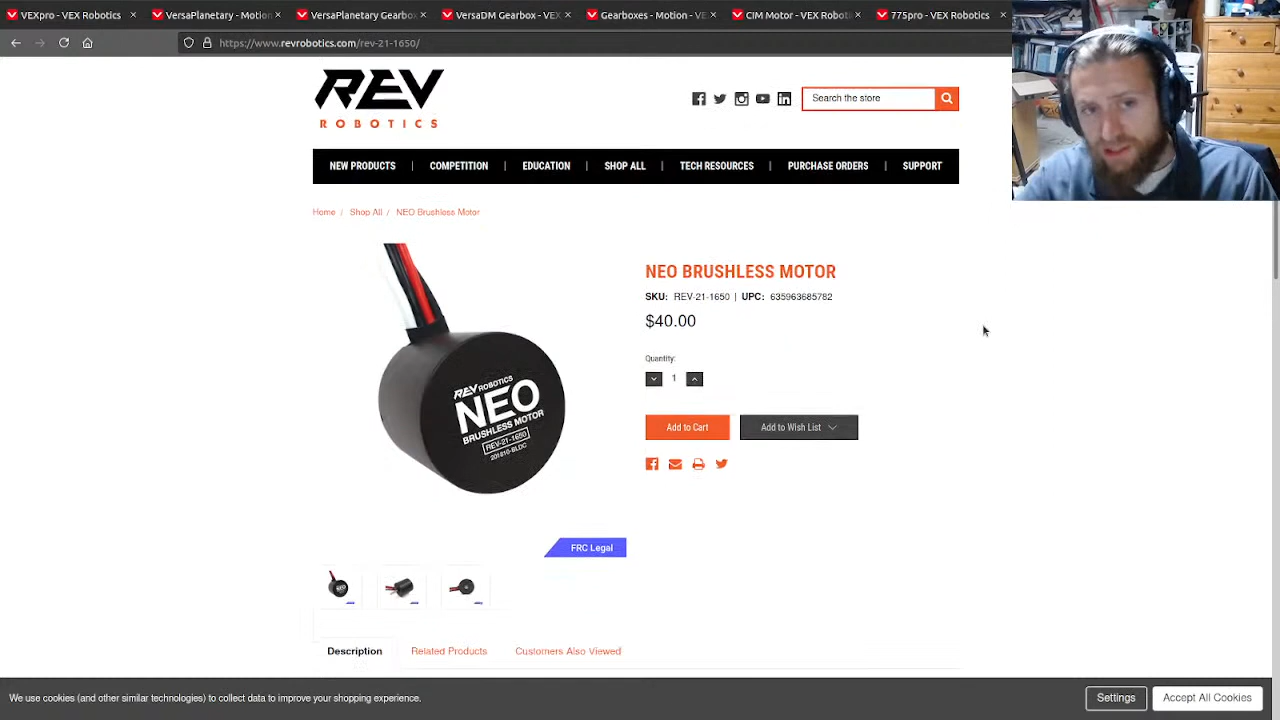 VEXpro - VEX Robotics
VersaPlanetary - Motion
VersaPlanetary Gearbox
VersaDM Gearbox
Gearboxes - Motion - VE
CIM Motor - VEX Robotic
775pro - VEX Robo
https://www.revrobotics.com/rev-21-1650/
REV
ROBOTICS
Search the store
NEW PRODUCTS | COMPETITION | EDUCATION | SHOP ALL | TECH RESOURCES | PURCHASE ORDERS | SUPPORT
Home / Shop All / NEO Brushless Motor
NEO BRUSHLESS MOTOR
SKU: REV-21-1650 | UPC: 635963685782
$40.00
Quantity:
1
Add to Cart
Add to Wish List
REV ROBOTICS
NEO
BRUSHLESS MOTOR
REV-21-1650
201810-BLDC
FRC Legal
Description
Related Products
Customers Also Viewed
We use cookies (and other similar technologies) to collect data to improve your shopping experience.
Settings
Accept All Cookies